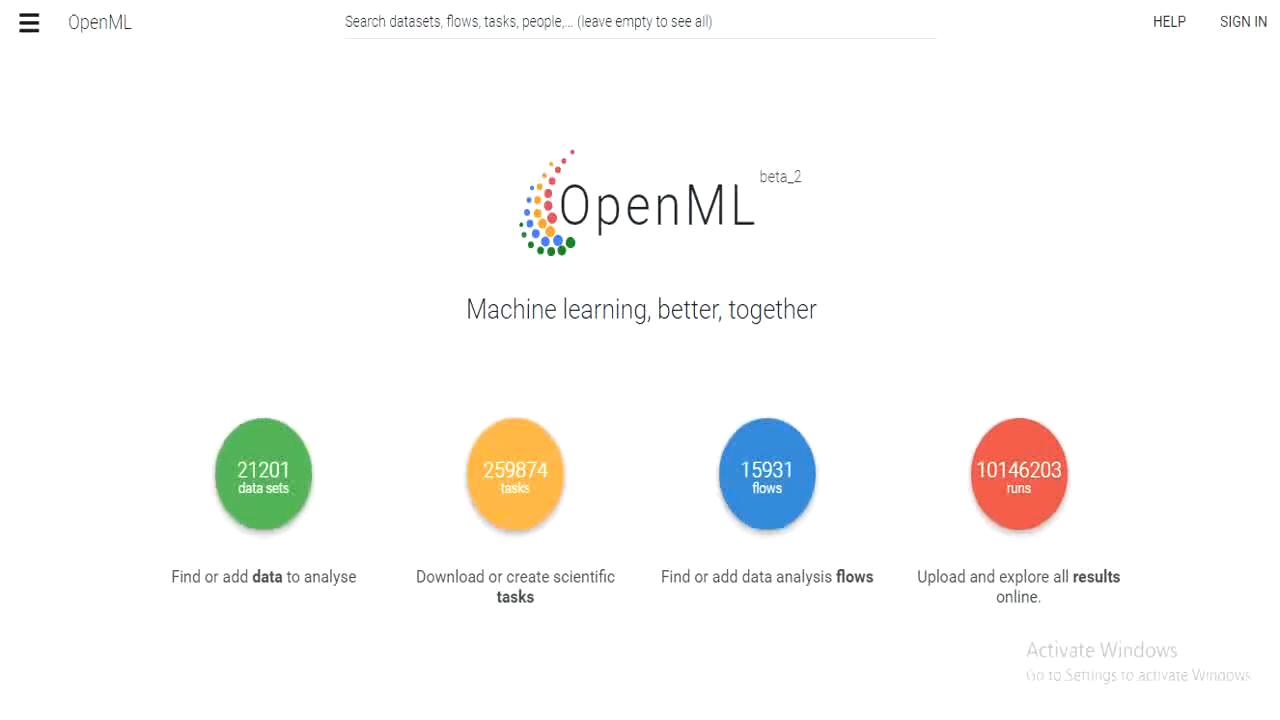 OpenML
Search datasets, flows, tasks, people,... (leave empty to see all)
HELP
SIGN IN
OpenML
beta_2
Machine learning, better, together
21201
data sets
259874
tasks
15931
flows
10146203
runs
Find or add data to analyse
Download or create scientific
tasks
Find or add data analysis flows
Upload and explore all results
online.
Activate Windows
Go to Settings to activate Windows